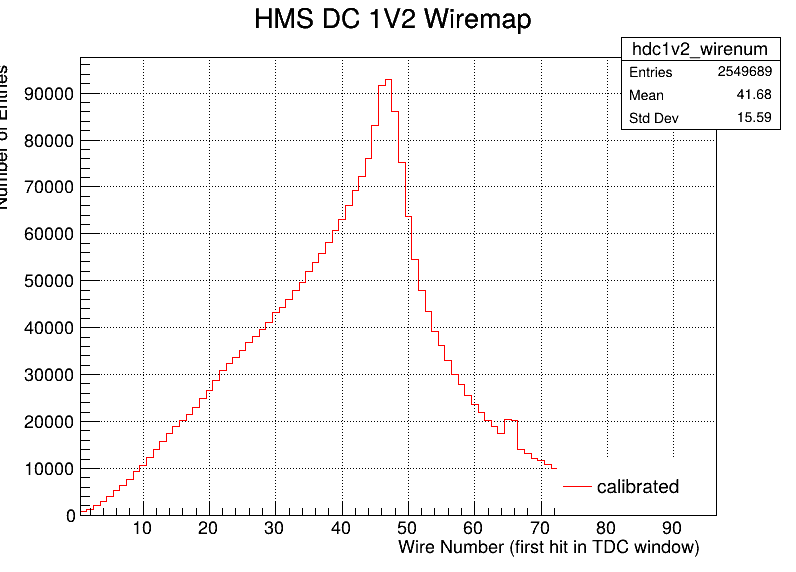 HMS DC 1V2 Wiremap
hdc1v2_wirenum
Entries 2549689
Mean 41.68
Std Dev 15.59
Number of Entries
90000
80000
70000
60000
50000
40000
30000
20000
10000
0
10 20 30 40 50 60 70 80 90
calibrated
Wire Number (first hit in TDC window)